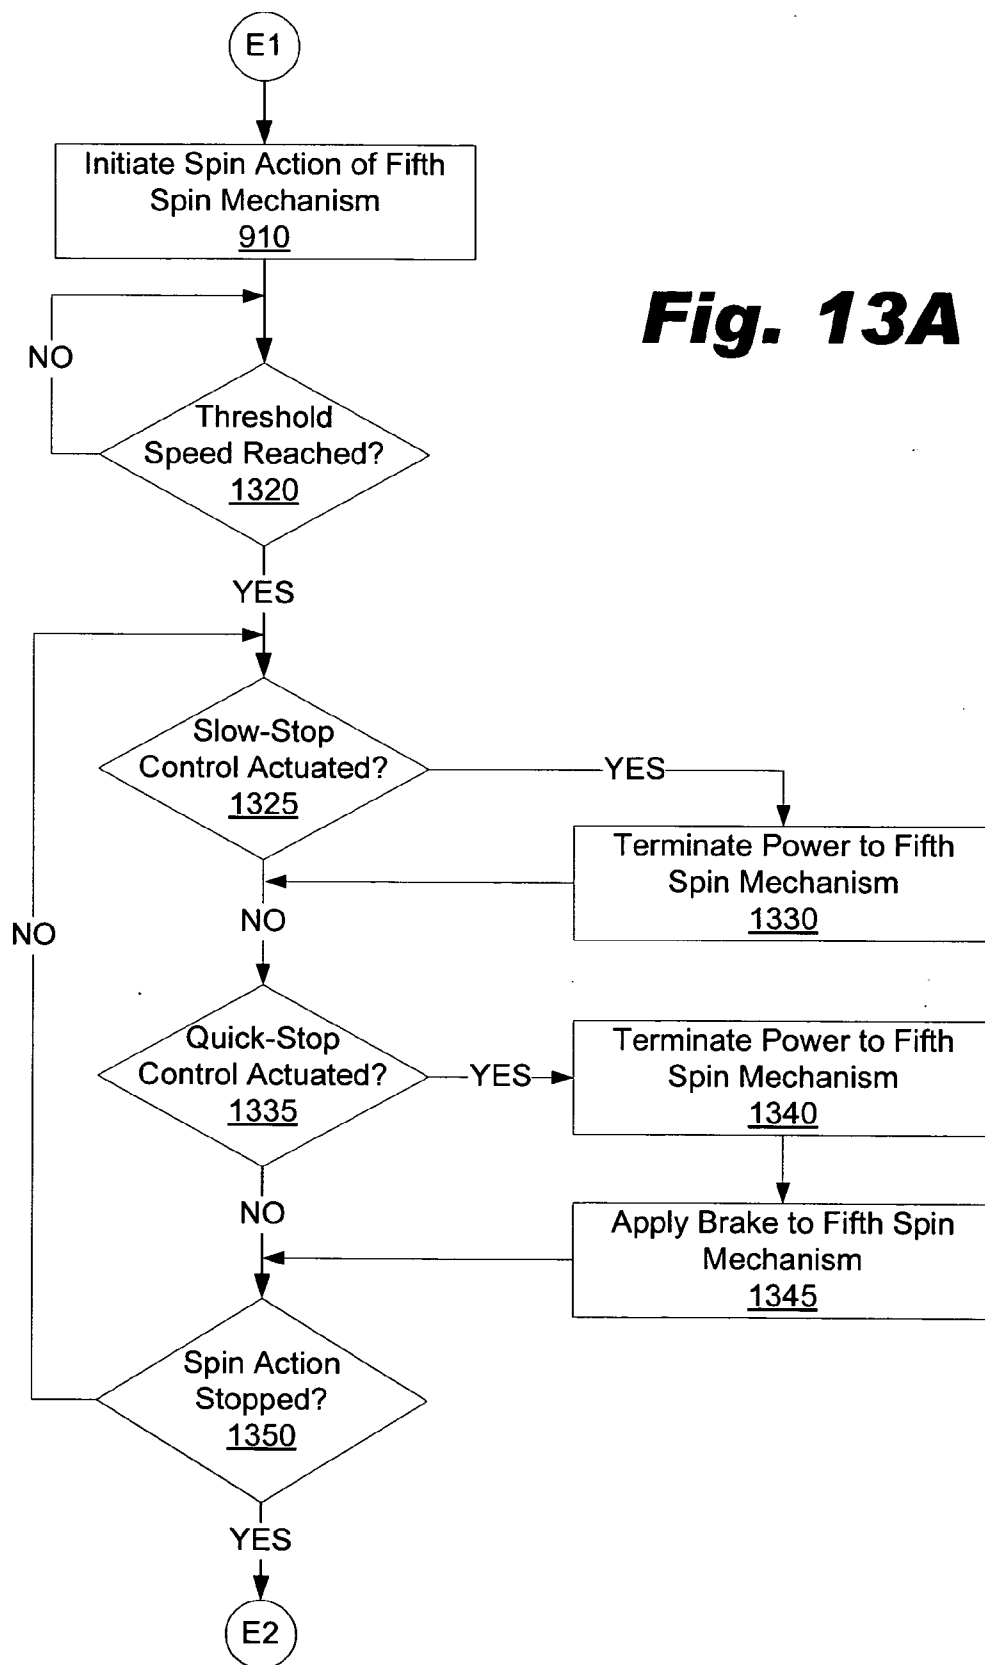 E1
Initiate Spin Action of Fifth
Spin Mechanism
910
Fig. 13A
NO
Threshold
Speed Reached?
1320
YES
Slow-Stop
Control Actuated?
1325
YES
Terminate Power to Fifth
Spin Mechanism
1330
NO
NO
Quick-Stop
Control Actuated?
1335
YES
Terminate Power to Fifth
Spin Mechanism
1340
NO
Apply Brake to Fifth Spin
Mechanism
1345
Spin Action
Stopped?
1350
YES
E2